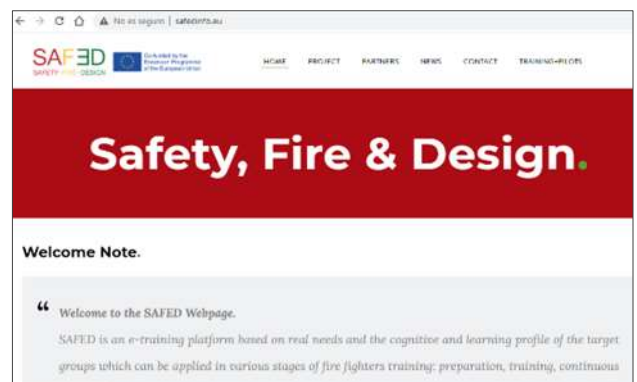 No es seguro | safedinfo.eu
SAFED
SAFETY-FIRE-DESIGN
Co-funded by the
Erasmus+ Programme
of the European Union
HOME PROJECT PARTNERS NEWS CONTACT TRAINING+PILOTS
Safety, Fire & Design.
Welcome Note.
“ Welcome to the SAFED Webpage.
SAFED is an e-training platform based on real needs and the cognitive and learning profile of the target
groups which can be applied in various stages of fire fighters training: preparation, training, continuous